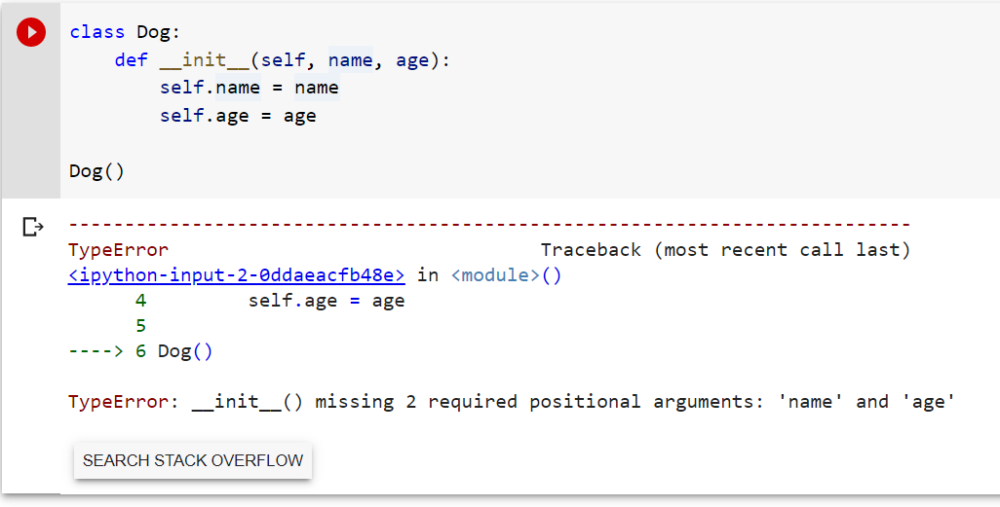 class Dog:
    def __init__(self, name, age):
        self.name = name
        self.age = age
Dog()
---------------------------------------------------------------------------
TypeError                                 Traceback (most recent call last)
<ipython-input-2-0ddaeacfb48e> in <module>()
      4         self.age = age
      5
----> 6 Dog()
TypeError: __init__() missing 2 required positional arguments: 'name' and 'age'
SEARCH STACK OVERFLOW